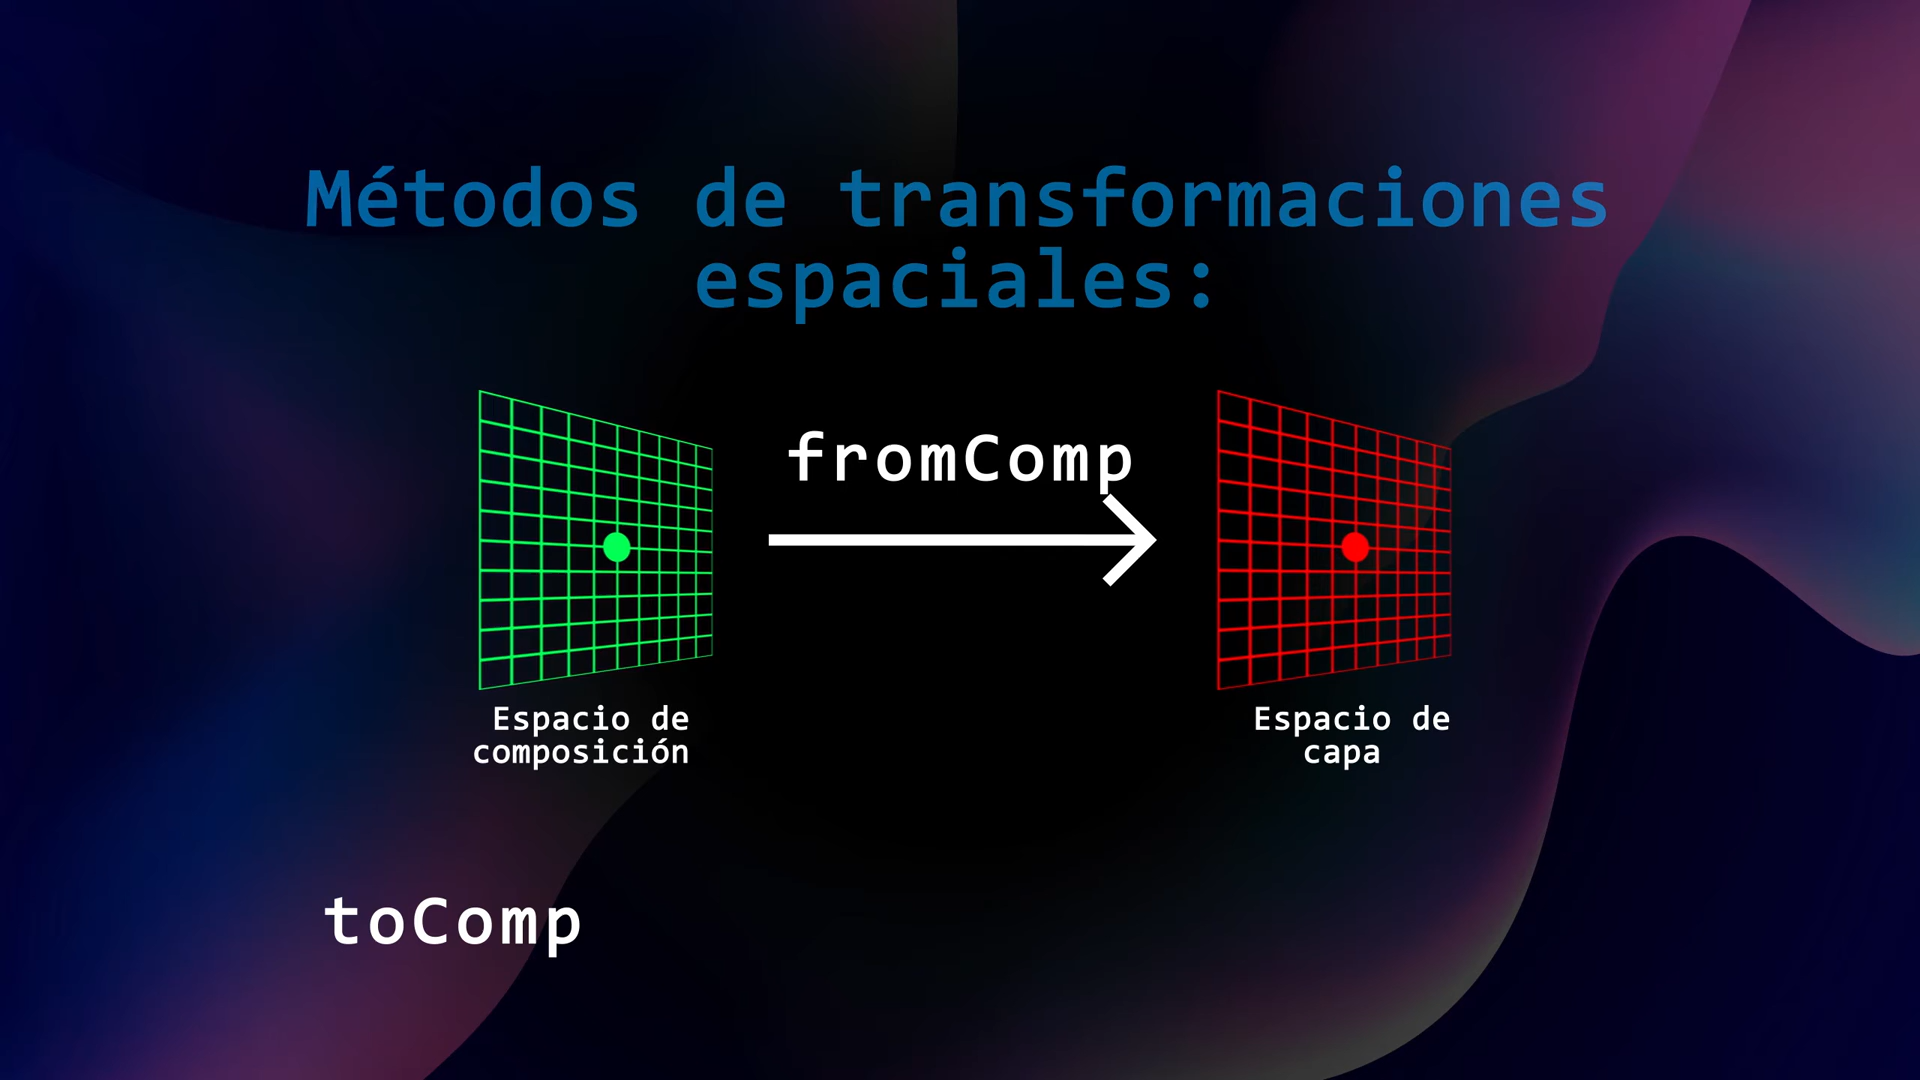 Métodos de transformaciones
espaciales:
fromComp
Espacio de
composición
Espacio de
capa
toComp